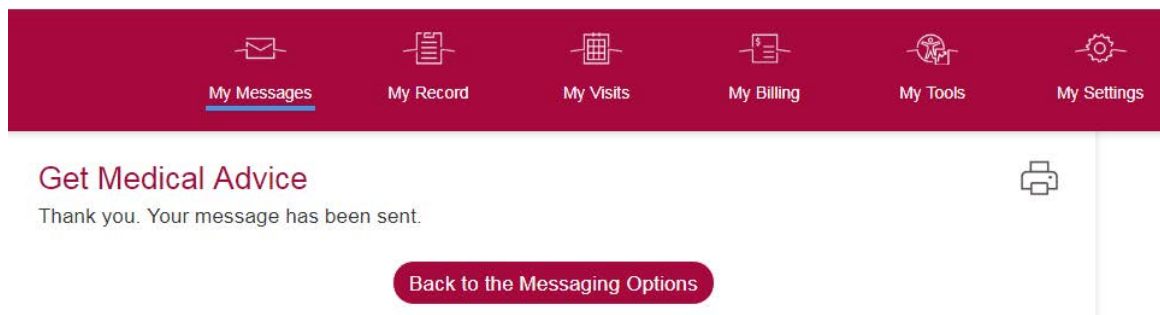 My Messages My Record My Visits My Billing My Tools My Settings
Get Medical Advice
Thank you. Your message has been sent.
Back to the Messaging Options